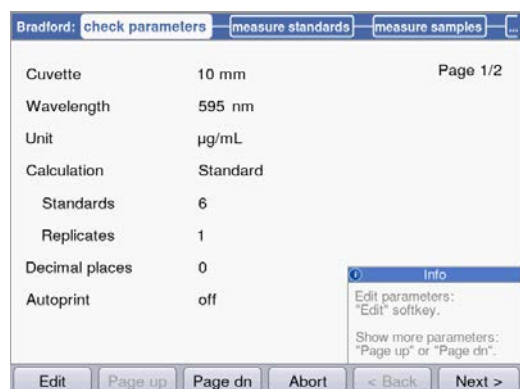 Bradford: check parameters measure standards measure samples ...
Page 1/2
Cuvette 10 mm
Wavelength 595 nm
Unit µg/mL
Calculation Standard
Standards 6
Replicates 1
Decimal places 0
Autoprint off
Info
Edit parameters:
"Edit" softkey.
Show more parameters:
"Page up" or "Page dn".
Edit Page up Page dn Abort < Back Next >